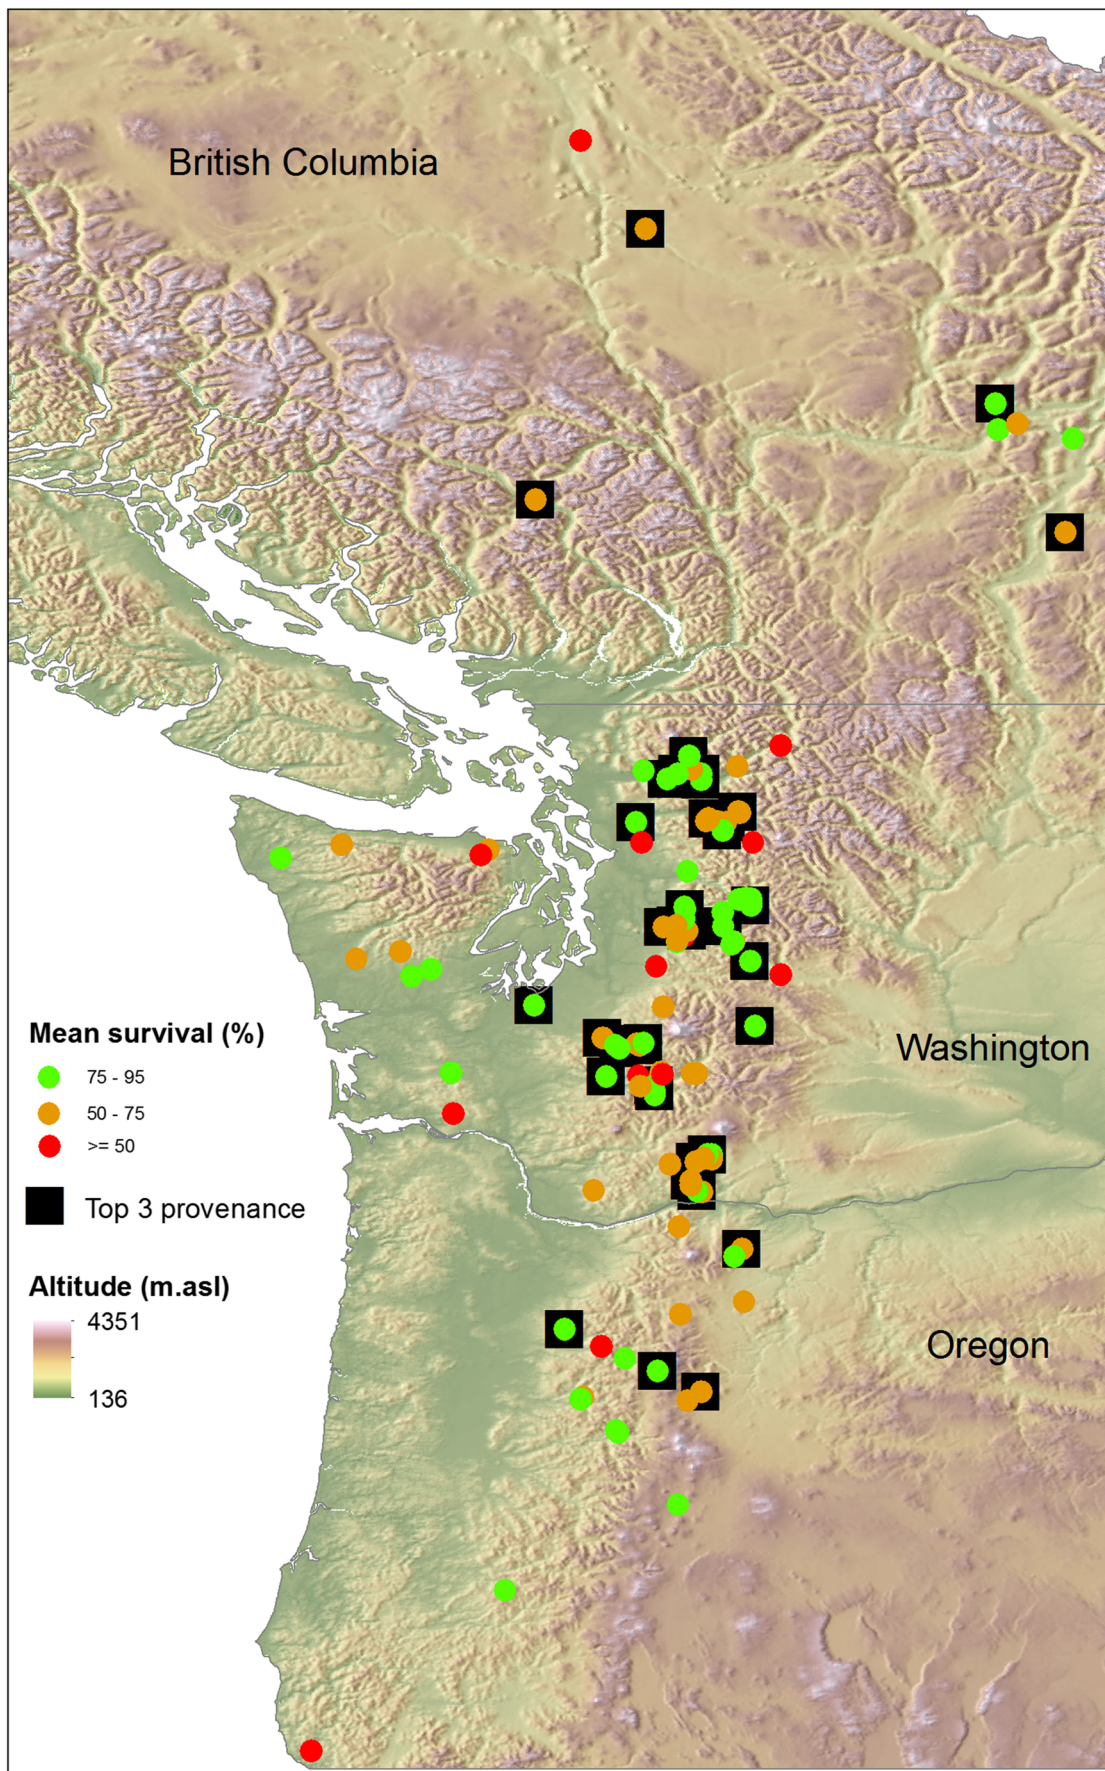 British Columbia
Mean survival (%)
75 - 95
50 - 75
>= 50
Top 3 provenance
Altitude (m.asl)
4351
136
Washington
Oregon